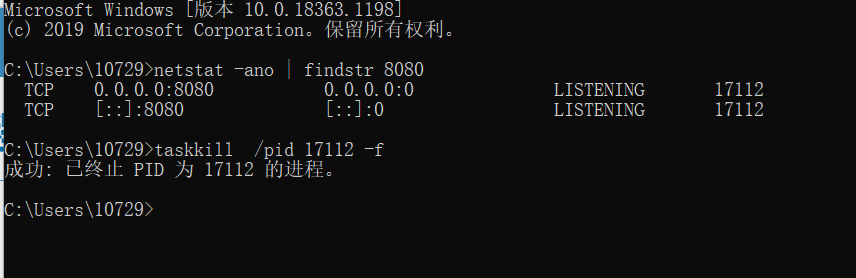 Microsoft Windows [版本 10.0.18363.1198]
(c) 2019 Microsoft Corporation。保留所有权利。
C:\Users\10729>netstat -ano | findstr 8080
TCP 0.0.0.0:8080 0.0.0.0:0 LISTENING 17112
TCP [::]:8080 [::]:0 LISTENING 17112
C:\Users\10729>taskkill /pid 17112 -f
成功: 已终止 PID 为 17112 的进程。
C:\Users\10729>